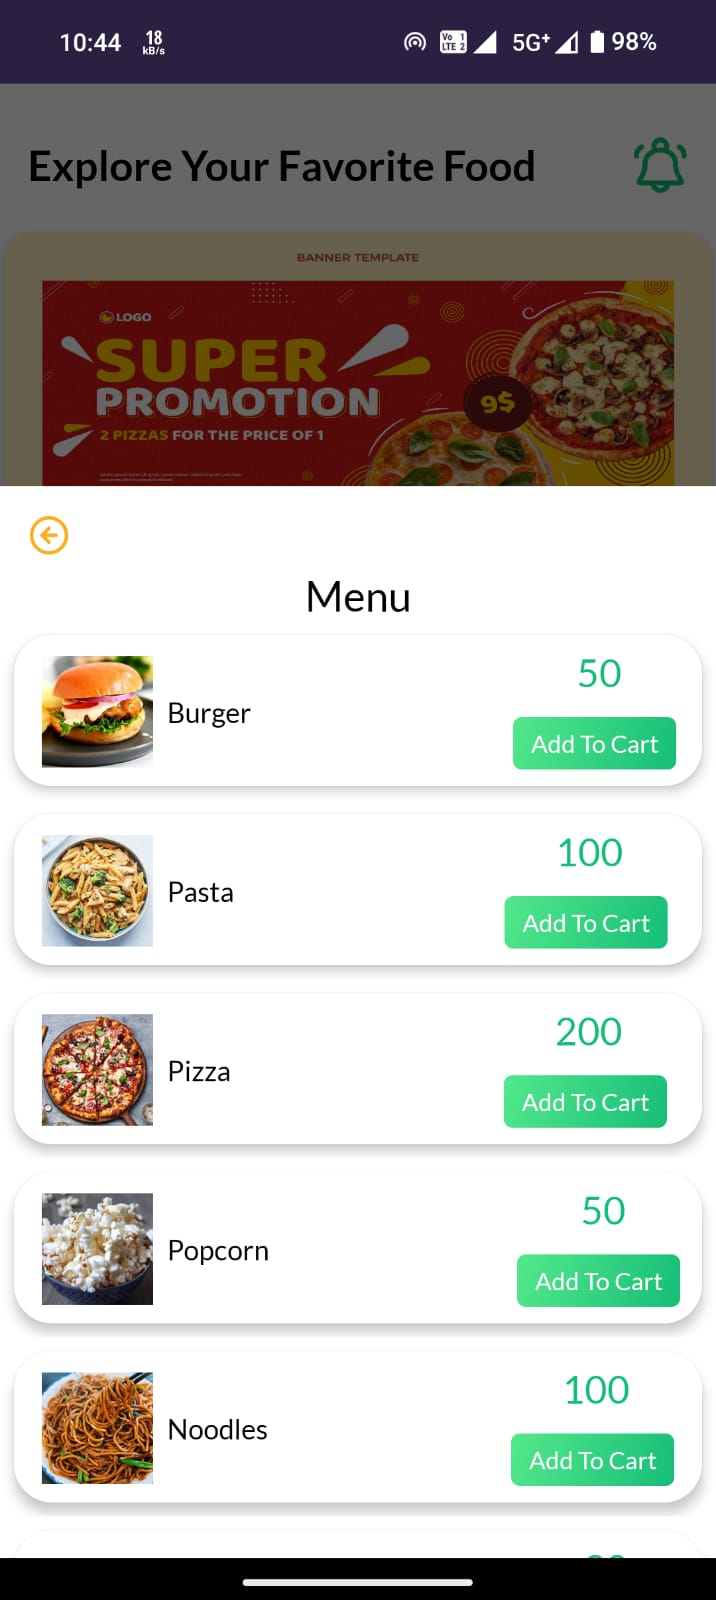 10:44 18 kB/s Vo 1 LTE 2 5G+ 98%
Explore Your Favorite Food
BANNER TEMPLATE
LOGO
SUPER
PROMOTION
9$
2 PIZZAS FOR THE PRICE OF 1
Menu
50
Burger
Add To Cart
100
Pasta
Add To Cart
200
Pizza
Add To Cart
50
Popcorn
Add To Cart
100
Noodles
Add To Cart